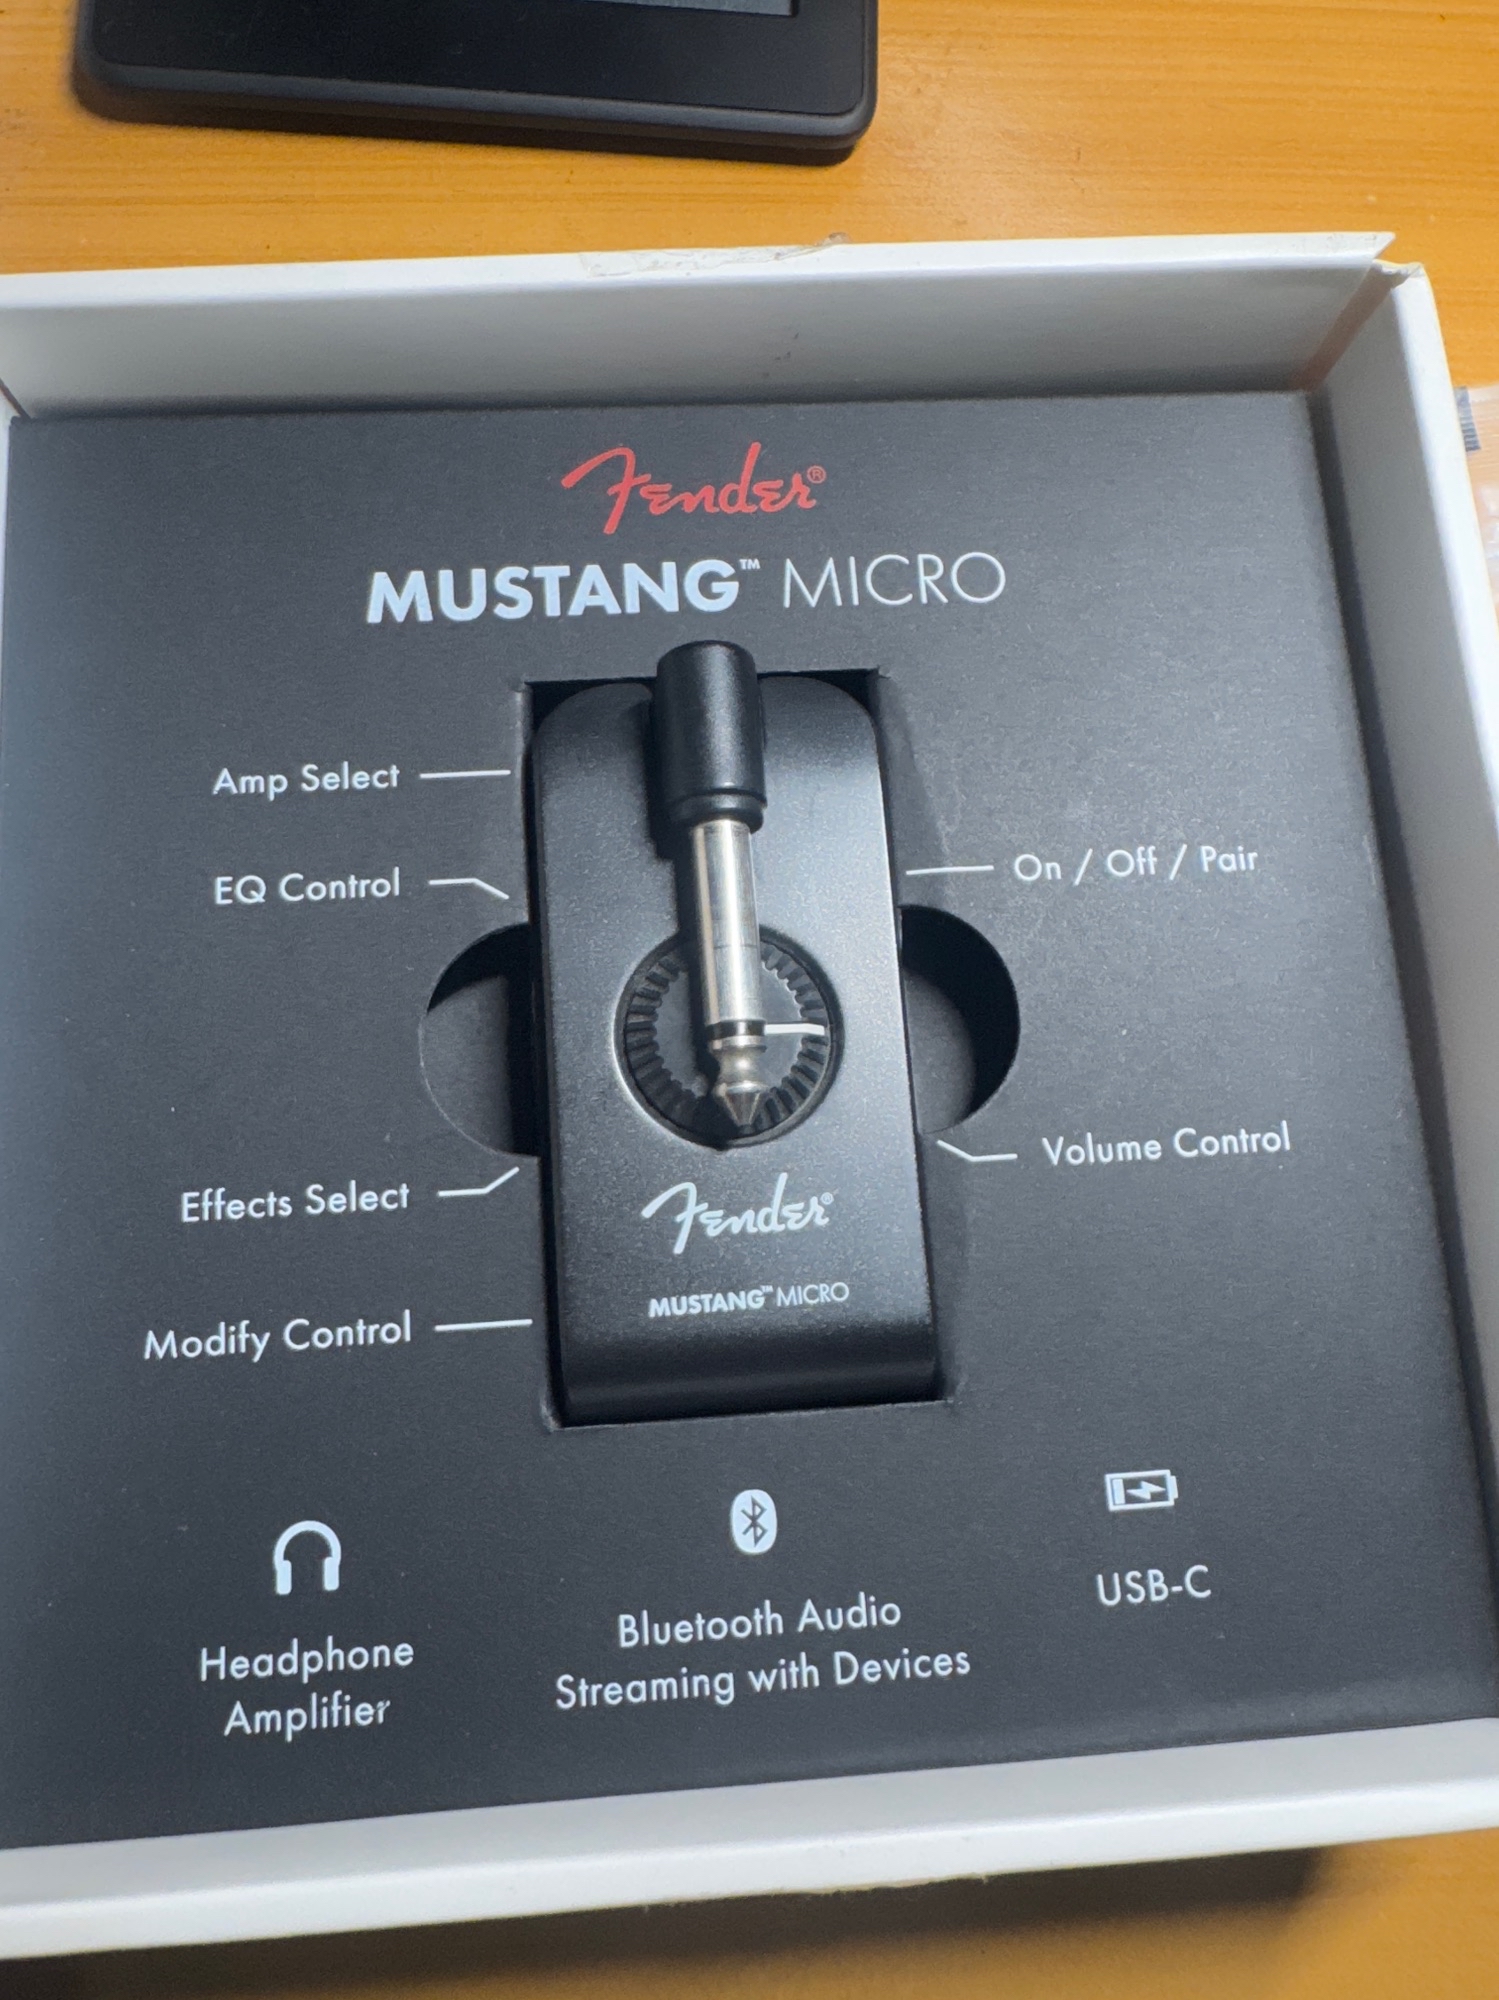 Fender®
MUSTANG™ MICRO
Amp Select
EQ Control
On / Off / Pair
Volume Control
Effects Select
Modify Control
Fender®
MUSTANG™ MICRO
Headphone
Amplifier
Bluetooth Audio
Streaming with Devices
USB-C